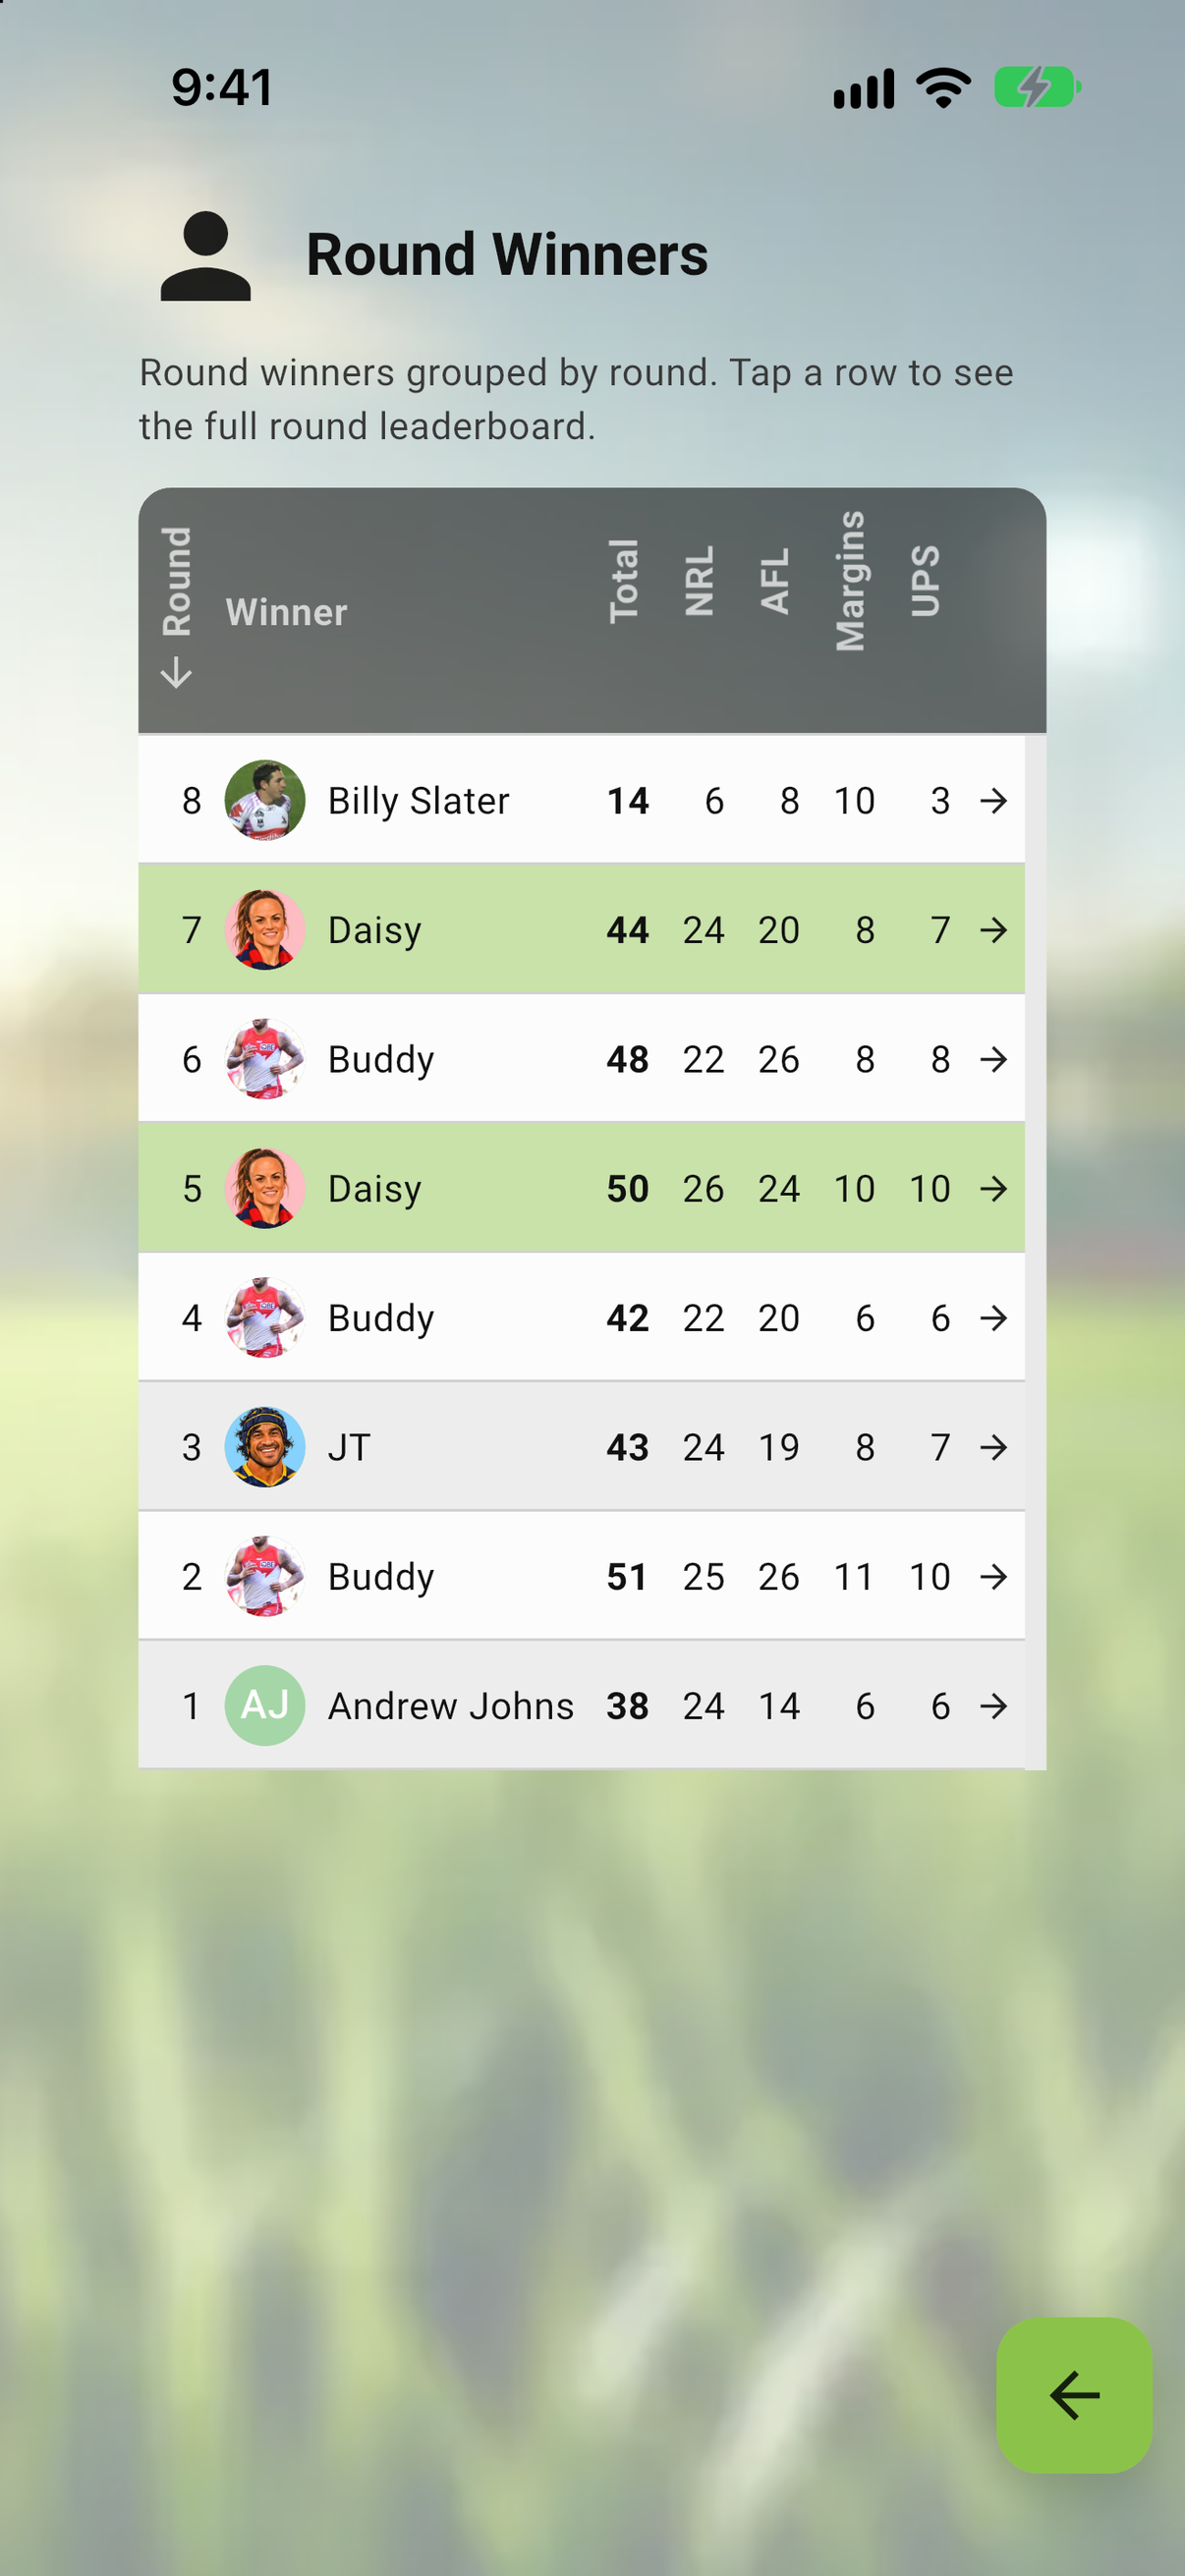 9:41
Round Winners
Round winners grouped by round. Tap a row to see
the full round leaderboard.
Round Winner Total NRL AFL Margins UPS
8 Billy Slater 14 6 8 10 3
7 Daisy 44 24 20 8 7
6 Buddy 48 22 26 8 8
5 Daisy 50 26 24 10 10
4 Buddy 42 22 20 6 6
3 JT 43 24 19 8 7
2 Buddy 51 25 26 11 10
1 AJ Andrew Johns 38 24 14 6 6